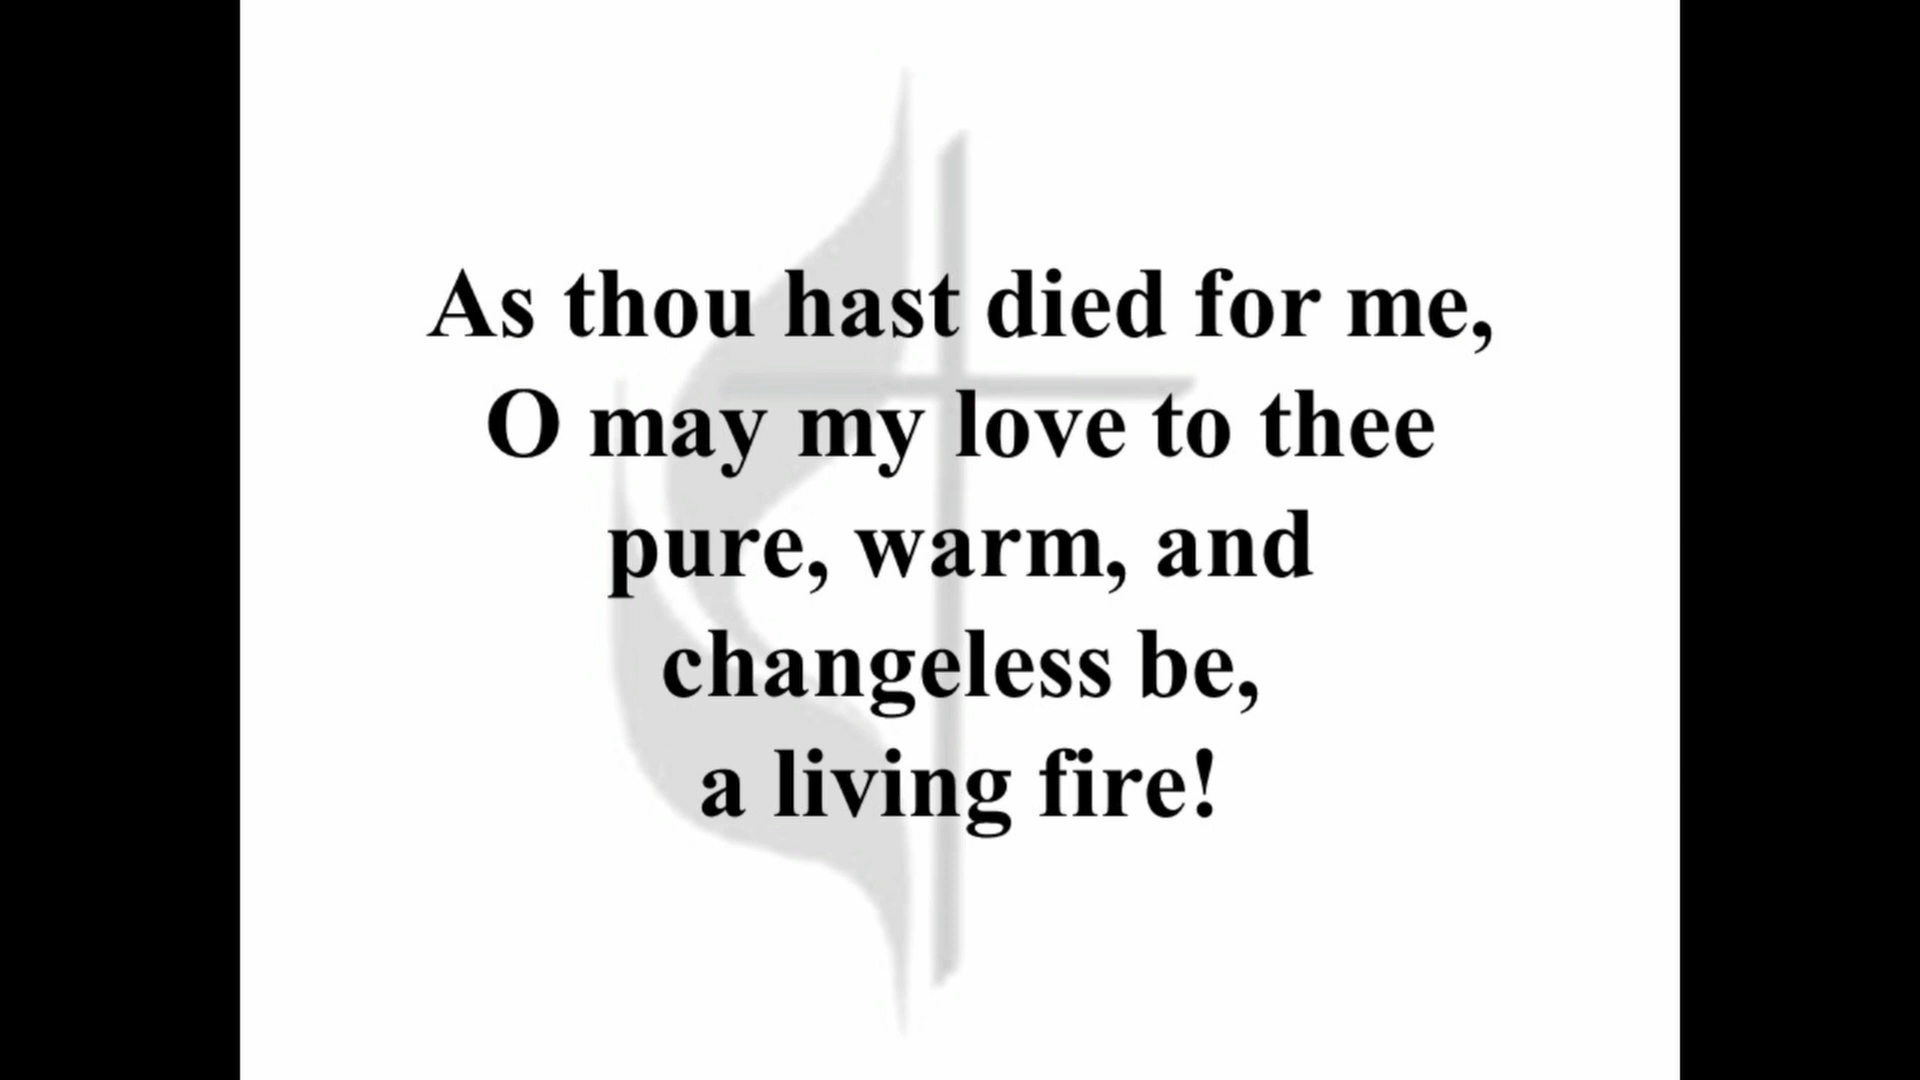 As thou hast died for me,
O may my love to thee
pure, warm, and
changeless be,
a living fire!